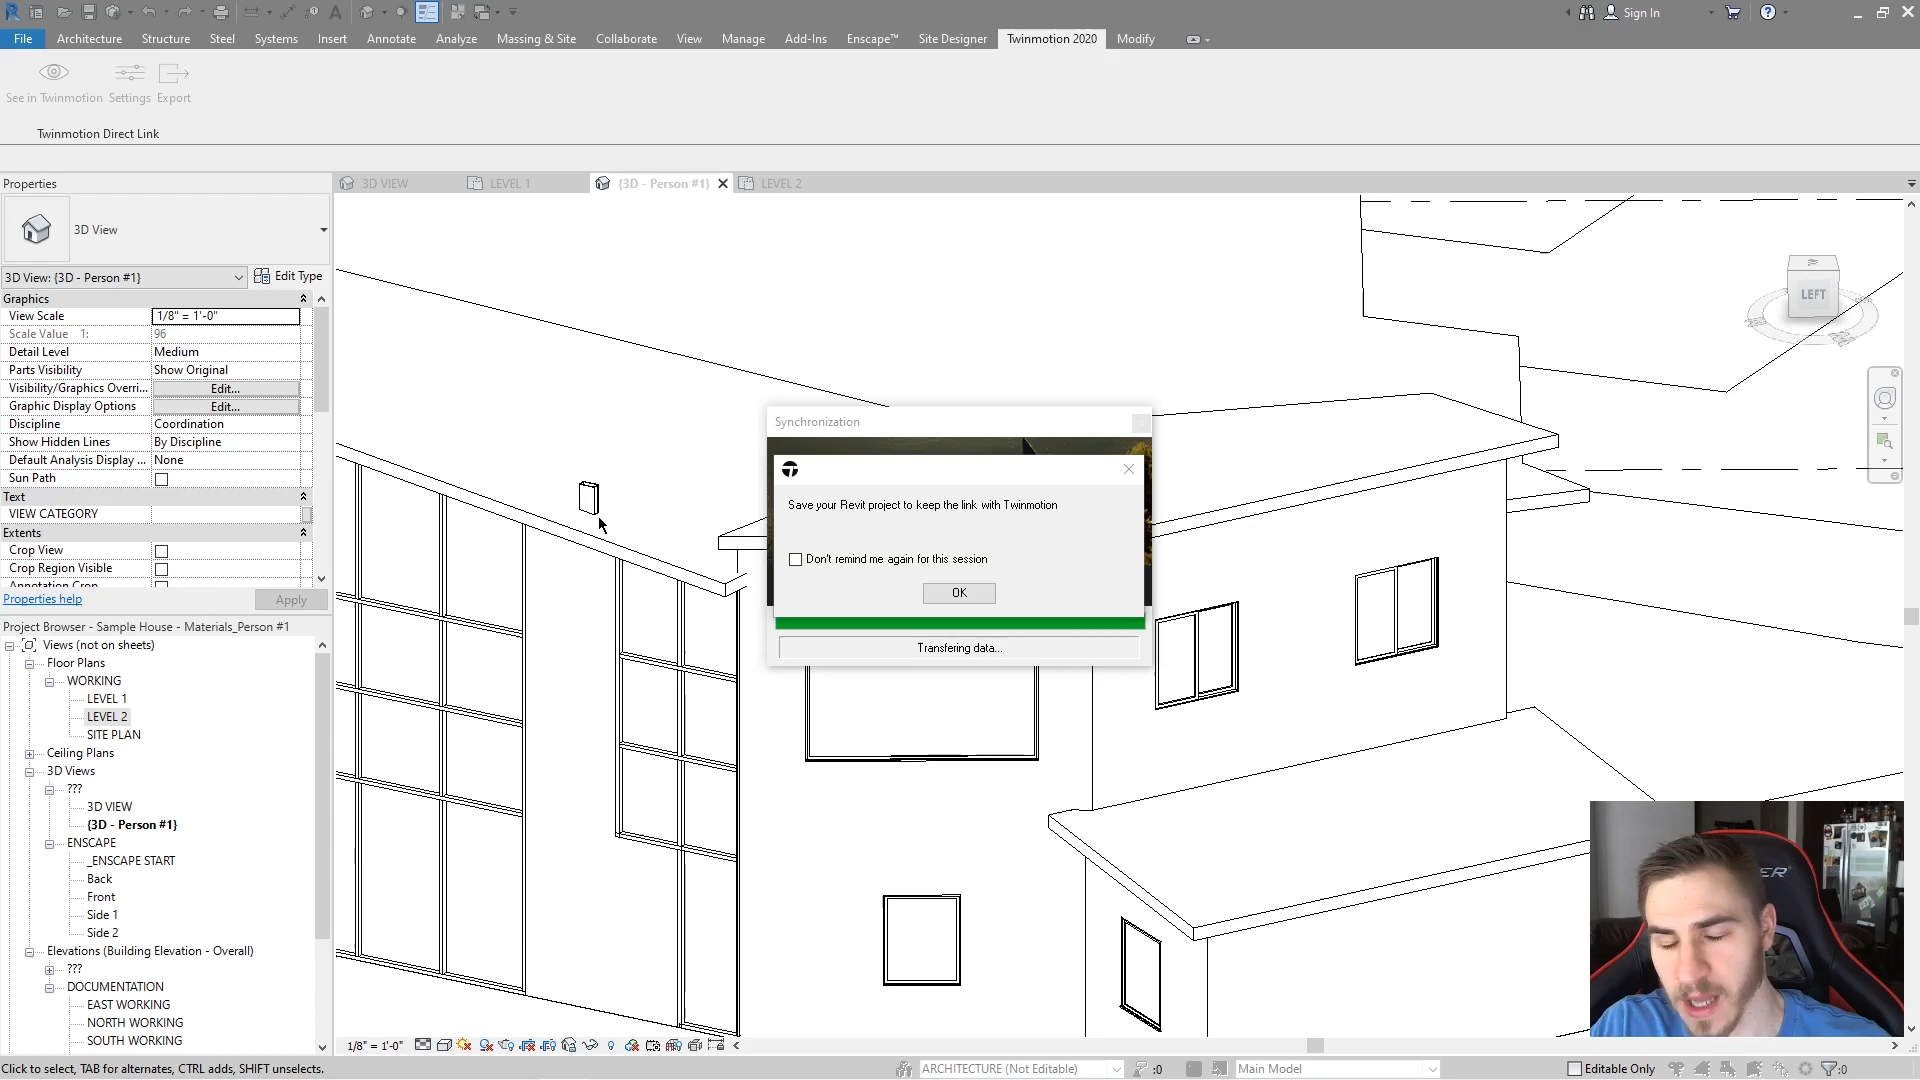 Sign In
File Architecture Structure Steel Systems Insert Annotate Analyze Massing & Site Collaborate View Manage Add-Ins Enscape™ Site Designer Twinmotion 2020 Modify
See in Twinmotion Settings Export
Twinmotion Direct Link
Properties
3D VIEW LEVEL 1 {3D - Person #1} LEVEL 2
3D View
3D View: {3D - Person #1} Edit Type
Graphics
View Scale 1/8" = 1'-0"
Scale Value 1: 96
Detail Level Medium
Parts Visibility Show Original
Visibility/Graphics Overri... Edit...
Graphic Display Options Edit...
Discipline Coordination
Show Hidden Lines By Discipline
Default Analysis Display ... None
Sun Path
Text
VIEW CATEGORY
Extents
Crop View
Crop Region Visible
Annotation Crop
Properties help Apply
Project Browser - Sample House - Materials_Person #1
Views (not on sheets)
Floor Plans
WORKING
LEVEL 1
LEVEL 2
SITE PLAN
Ceiling Plans
3D Views
???
3D VIEW
{3D - Person #1}
ENSCAPE
_ENSCAPE START
Back
Front
Side 1
Side 2
Elevations (Building Elevation - Overall)
???
DOCUMENTATION
EAST WORKING
NORTH WORKING
SOUTH WORKING
LEFT
Synchronization
Save your Revit project to keep the link with Twinmotion
Don't remind me again for this session
OK
Transfering data...
1/8" = 1'-0"
Click to select, TAB for alternates, CTRL adds, SHIFT unselects.
ARCHITECTURE (Not Editable) :0 Main Model Editable Only :0